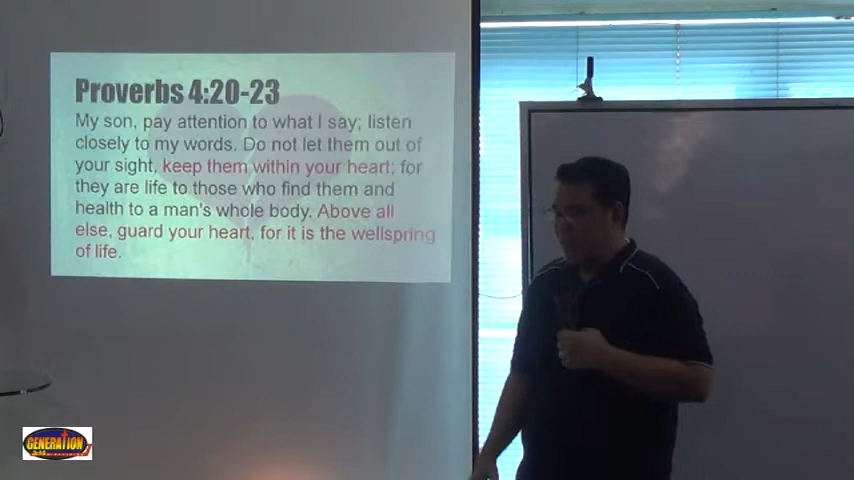 Proverbs 4:20-23
My son, pay attention to what I say; listen
closely to my words. Do not let them out of
your sight, keep them within your heart; for
they are life to those who find them and
health to a man's whole body. Above all
else, guard your heart, for it is the wellspring
of life.
GENERATION